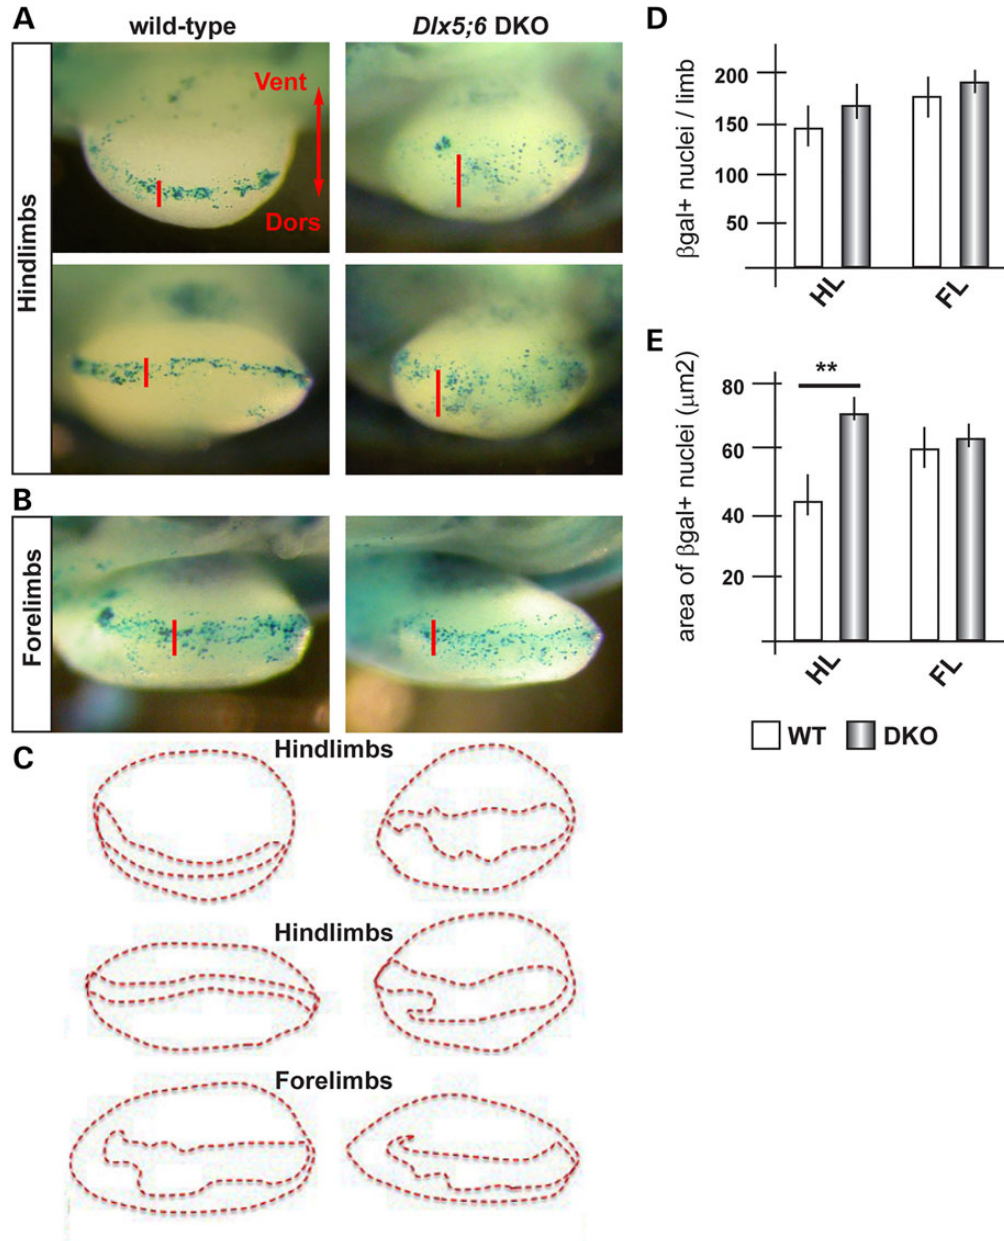 A
wild-type
Dlx5;6 DKO
Hindlimbs
Vent
Dors
B
Forelimbs
C
Hindlimbs
Hindlimbs
Forelimbs
D
βgal+ nuclei / limb
200
150
100
50
HL
FL
E
area of βgal+ nuclei (μm2)
80
60
40
20
**
HL
FL
WT
DKO